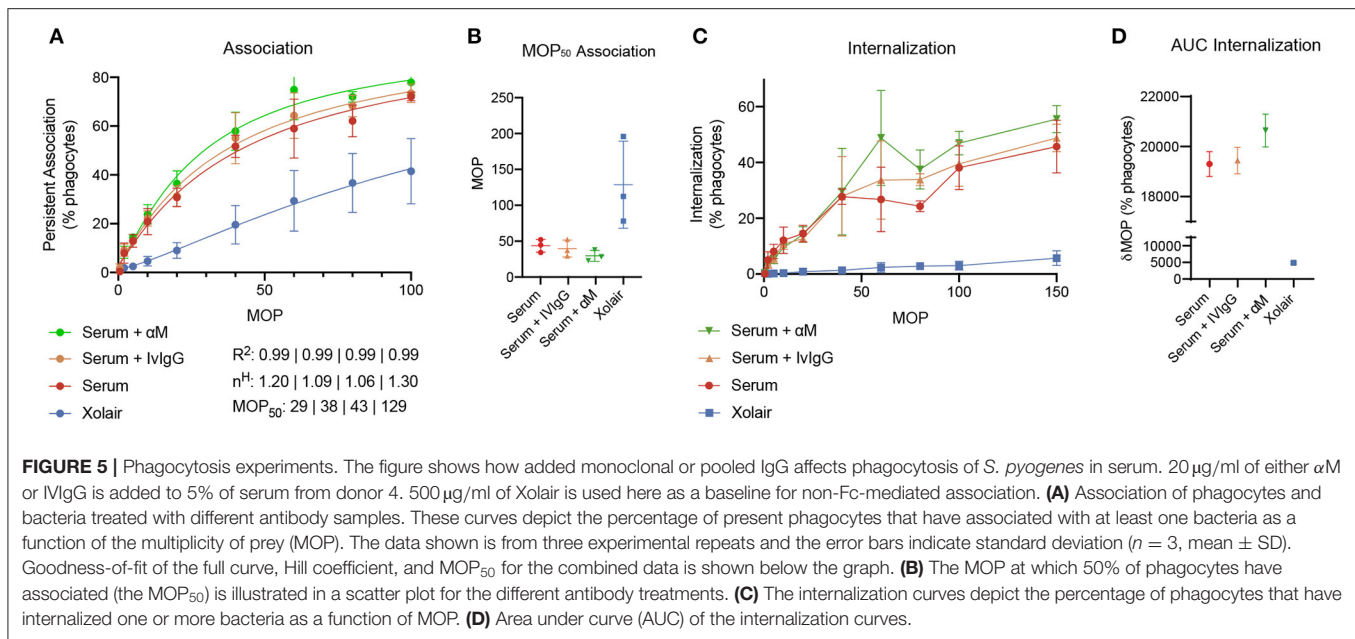 A
Association
Persistent Association
(% phagocytes)
80
60
40
20
0
0
50
100
MOP
Serum + αM
Serum + IvIgG
Serum
Xolair
R²: 0.99 | 0.99 | 0.99 | 0.99
nᴴ: 1.20 | 1.09 | 1.06 | 1.30
MOP₅₀: 29 | 38 | 43 | 129
B
MOP₅₀ Association
MOP
250
200
150
100
50
0
Serum
Serum + IVIgG
Serum + αM
Xolair
C
Internalization
Internalization
(% phagocytes)
60
40
20
0
0
50
100
150
MOP
Serum + αM
Serum + IvIgG
Serum
Xolair
D
AUC Internalization
δMOP (% phagocytes)
22000
20000
18000
10000
5000
0
Serum
Serum + IVIgG
Serum + αM
Xolair
FIGURE 5 | Phagocytosis experiments. The figure shows how added monoclonal or pooled IgG affects phagocytosis of S. pyogenes in serum. 20 μg/ml of either αM
or IVIgG is added to 5% of serum from donor 4. 500 μg/ml of Xolair is used here as a baseline for non-Fc-mediated association. (A) Association of phagocytes and
bacteria treated with different antibody samples. These curves depict the percentage of present phagocytes that have associated with at least one bacteria as a
function of the multiplicity of prey (MOP). The data shown is from three experimental repeats and the error bars indicate standard deviation (n = 3, mean ± SD).
Goodness-of-fit of the full curve, Hill coefficient, and MOP₅₀ for the combined data is shown below the graph. (B) The MOP at which 50% of phagocytes have
associated (the MOP₅₀) is illustrated in a scatter plot for the different antibody treatments. (C) The internalization curves depict the percentage of phagocytes that have
internalized one or more bacteria as a function of MOP. (D) Area under curve (AUC) of the internalization curves.